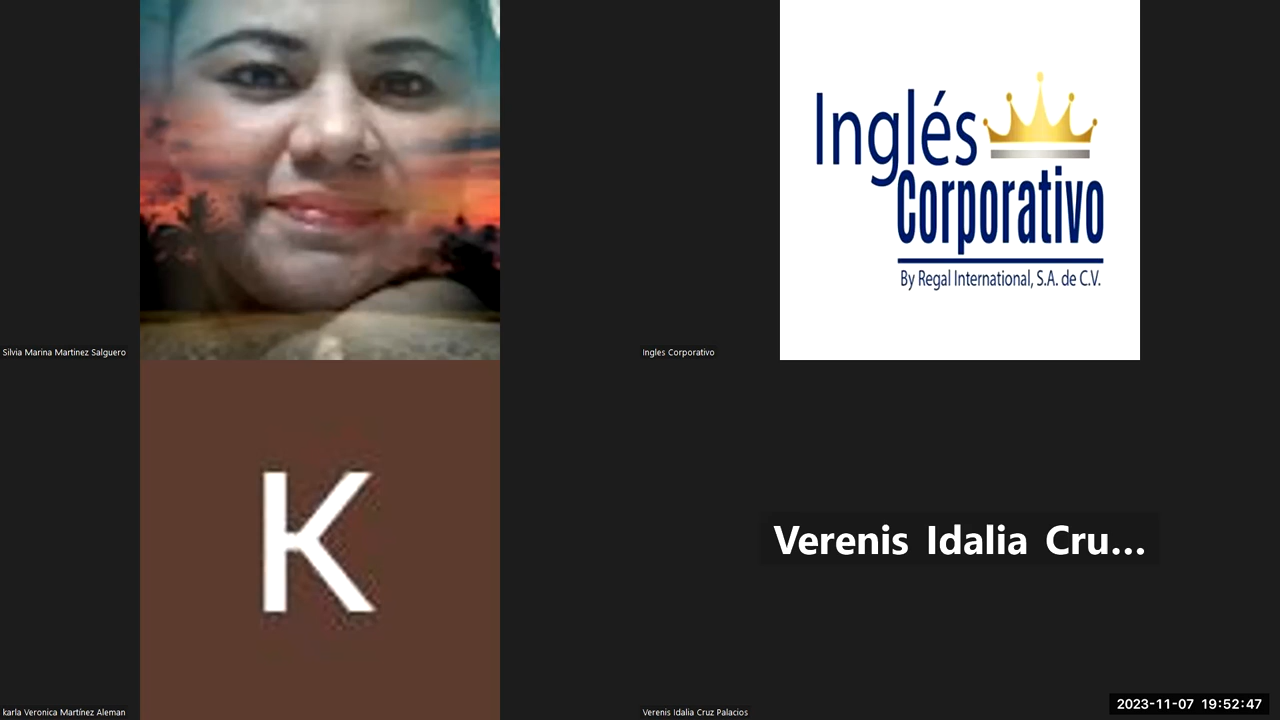 Inglés
Corporativo
By Regal International, S.A. de C.V.
Silvia Marina Martinez Salguero
Ingles Corporativo
K
Verenis Idalia Cru...
karla Veronica Martínez Aleman
Verenis Idalia Cruz Palacios
2023-11-07 19:52:47